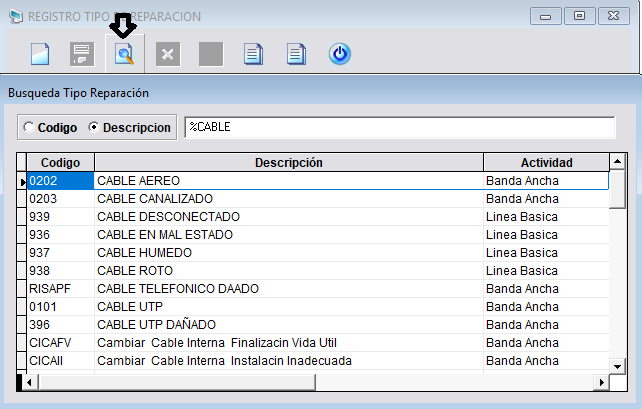 REGISTRO TIPO REPARACION
Busqueda Tipo Reparación
Codigo Descripcion %CABLE
Codigo Descripción Actividad
0202 CABLE AEREO Banda Ancha
0203 CABLE CANALIZADO Banda Ancha
939 CABLE DESCONECTADO Linea Basica
936 CABLE EN MAL ESTADO Linea Basica
937 CABLE HUMEDO Linea Basica
938 CABLE ROTO Linea Basica
RISAPF CABLE TELEFONICO DAADO Banda Ancha
0101 CABLE UTP Banda Ancha
396 CABLE UTP DAÑADO Banda Ancha
CICAFV Cambiar Cable Interna Finalizacin Vida Util Banda Ancha
CICAII Cambiar Cable Interna Instalacin Inadecuada Banda Ancha